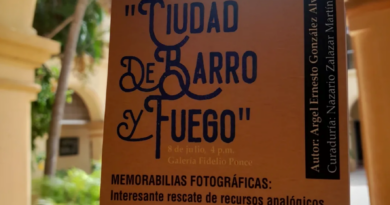 "CIUDAD
DE BARRO
Y FUEGO"
8 de julio, 4 p.m.
Galería Fidelio Ponce
MEMORABILIAS FOTOGRÁFICAS:
Interesante rescate de recursos analógicos
Autor: Argel Ernesto González Alv
Curaduría: Nazario Salazar Martín